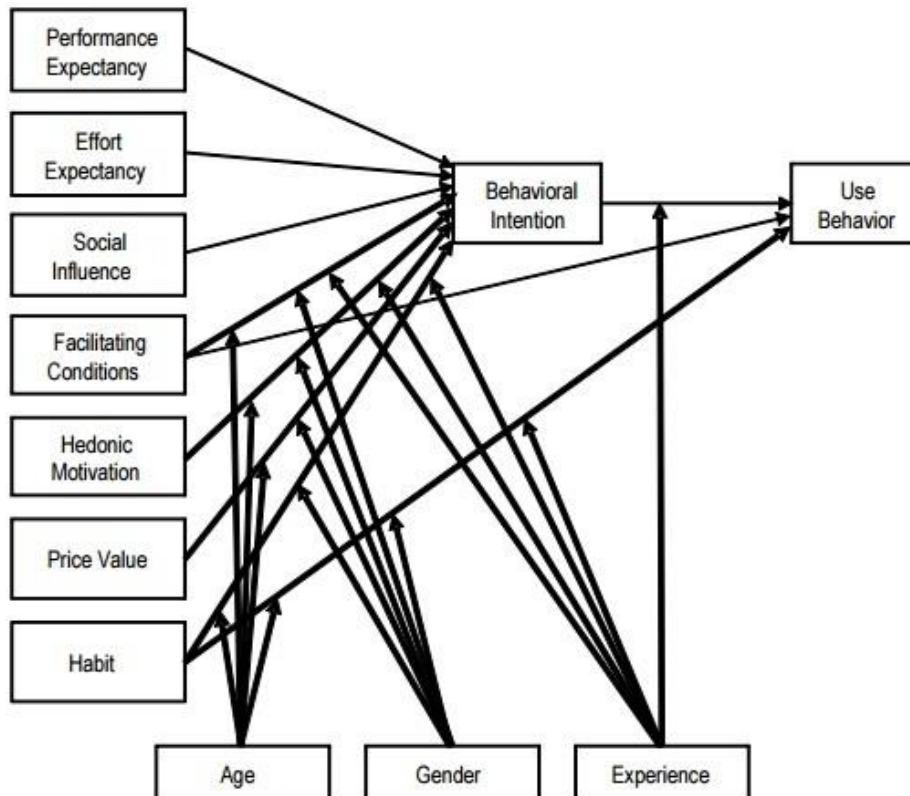 Performance
Expectancy
Effort
Expectancy
Social
Influence
Facilitating
Conditions
Hedonic
Motivation
Price Value
Habit
Behavioral
Intention
Use
Behavior
Age
Gender
Experience